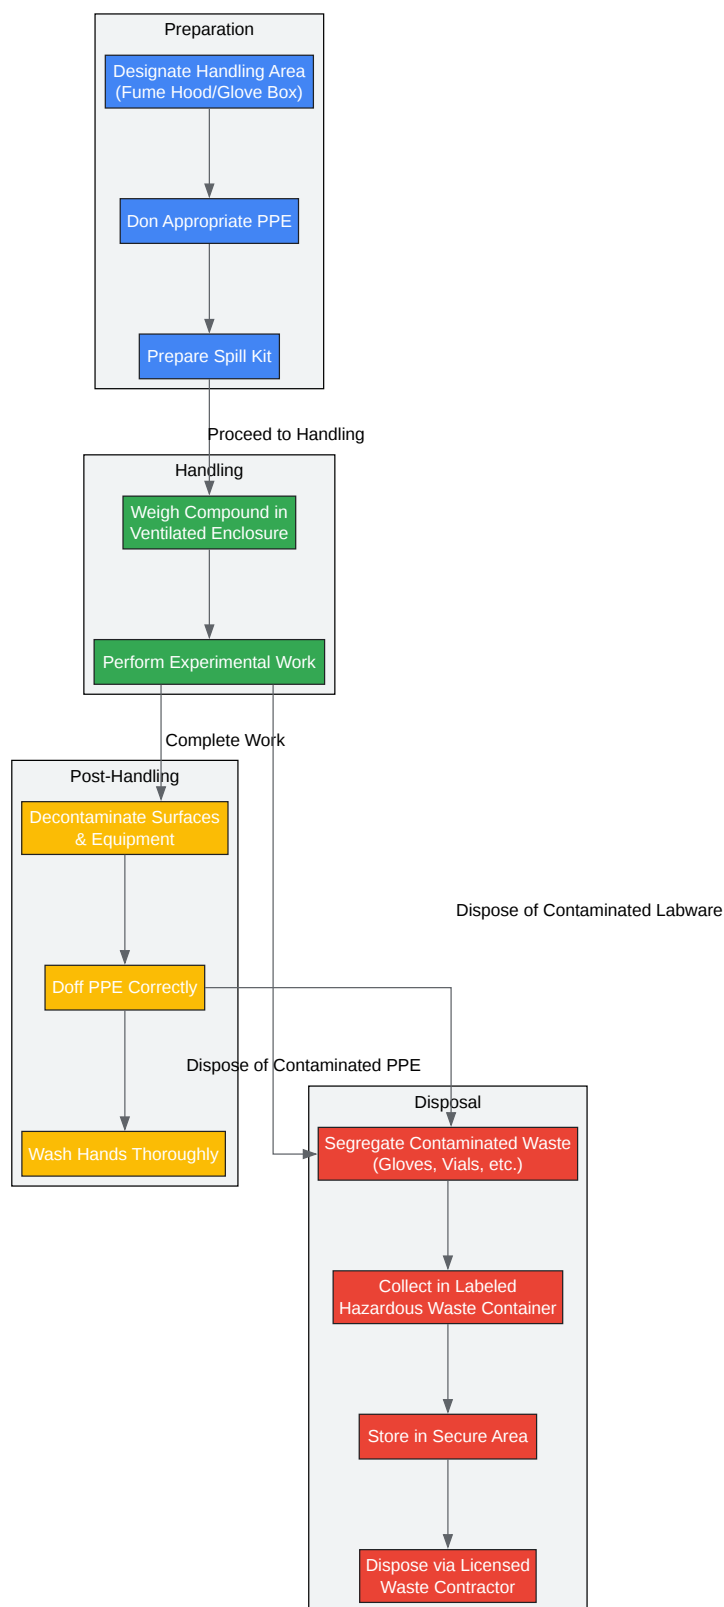 Preparation
Designate Handling Area
(Fume Hood/Glove Box)
Don Appropriate PPE
Prepare Spill Kit
Proceed to Handling
Handling
Weigh Compound in
Ventilated Enclosure
Perform Experimental Work
Complete Work
Post-Handling
Decontaminate Surfaces
& Equipment
Dispose of Contaminated Labware
Doff PPE Correctly
Dispose of Contaminated PPE
Disposal
Segregate Contaminated Waste
(Gloves, Vials, etc.)
Wash Hands Thoroughly
Collect in Labeled
Hazardous Waste Container
Store in Secure Area
Dispose via Licensed
Waste Contractor